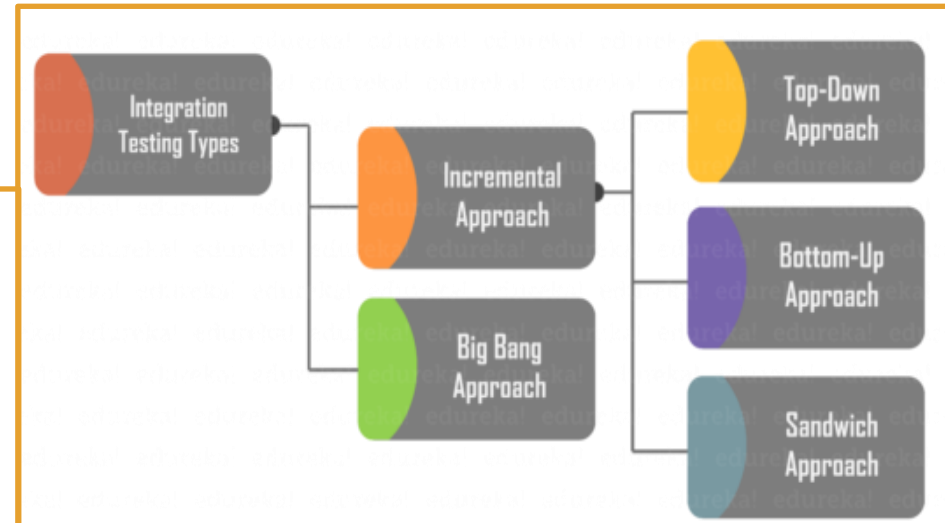 Integration
Testing Types
Incremental
Approach
Big Bang
Approach
Top-Down
Approach
Bottom-Up
Approach
Sandwich
Approach